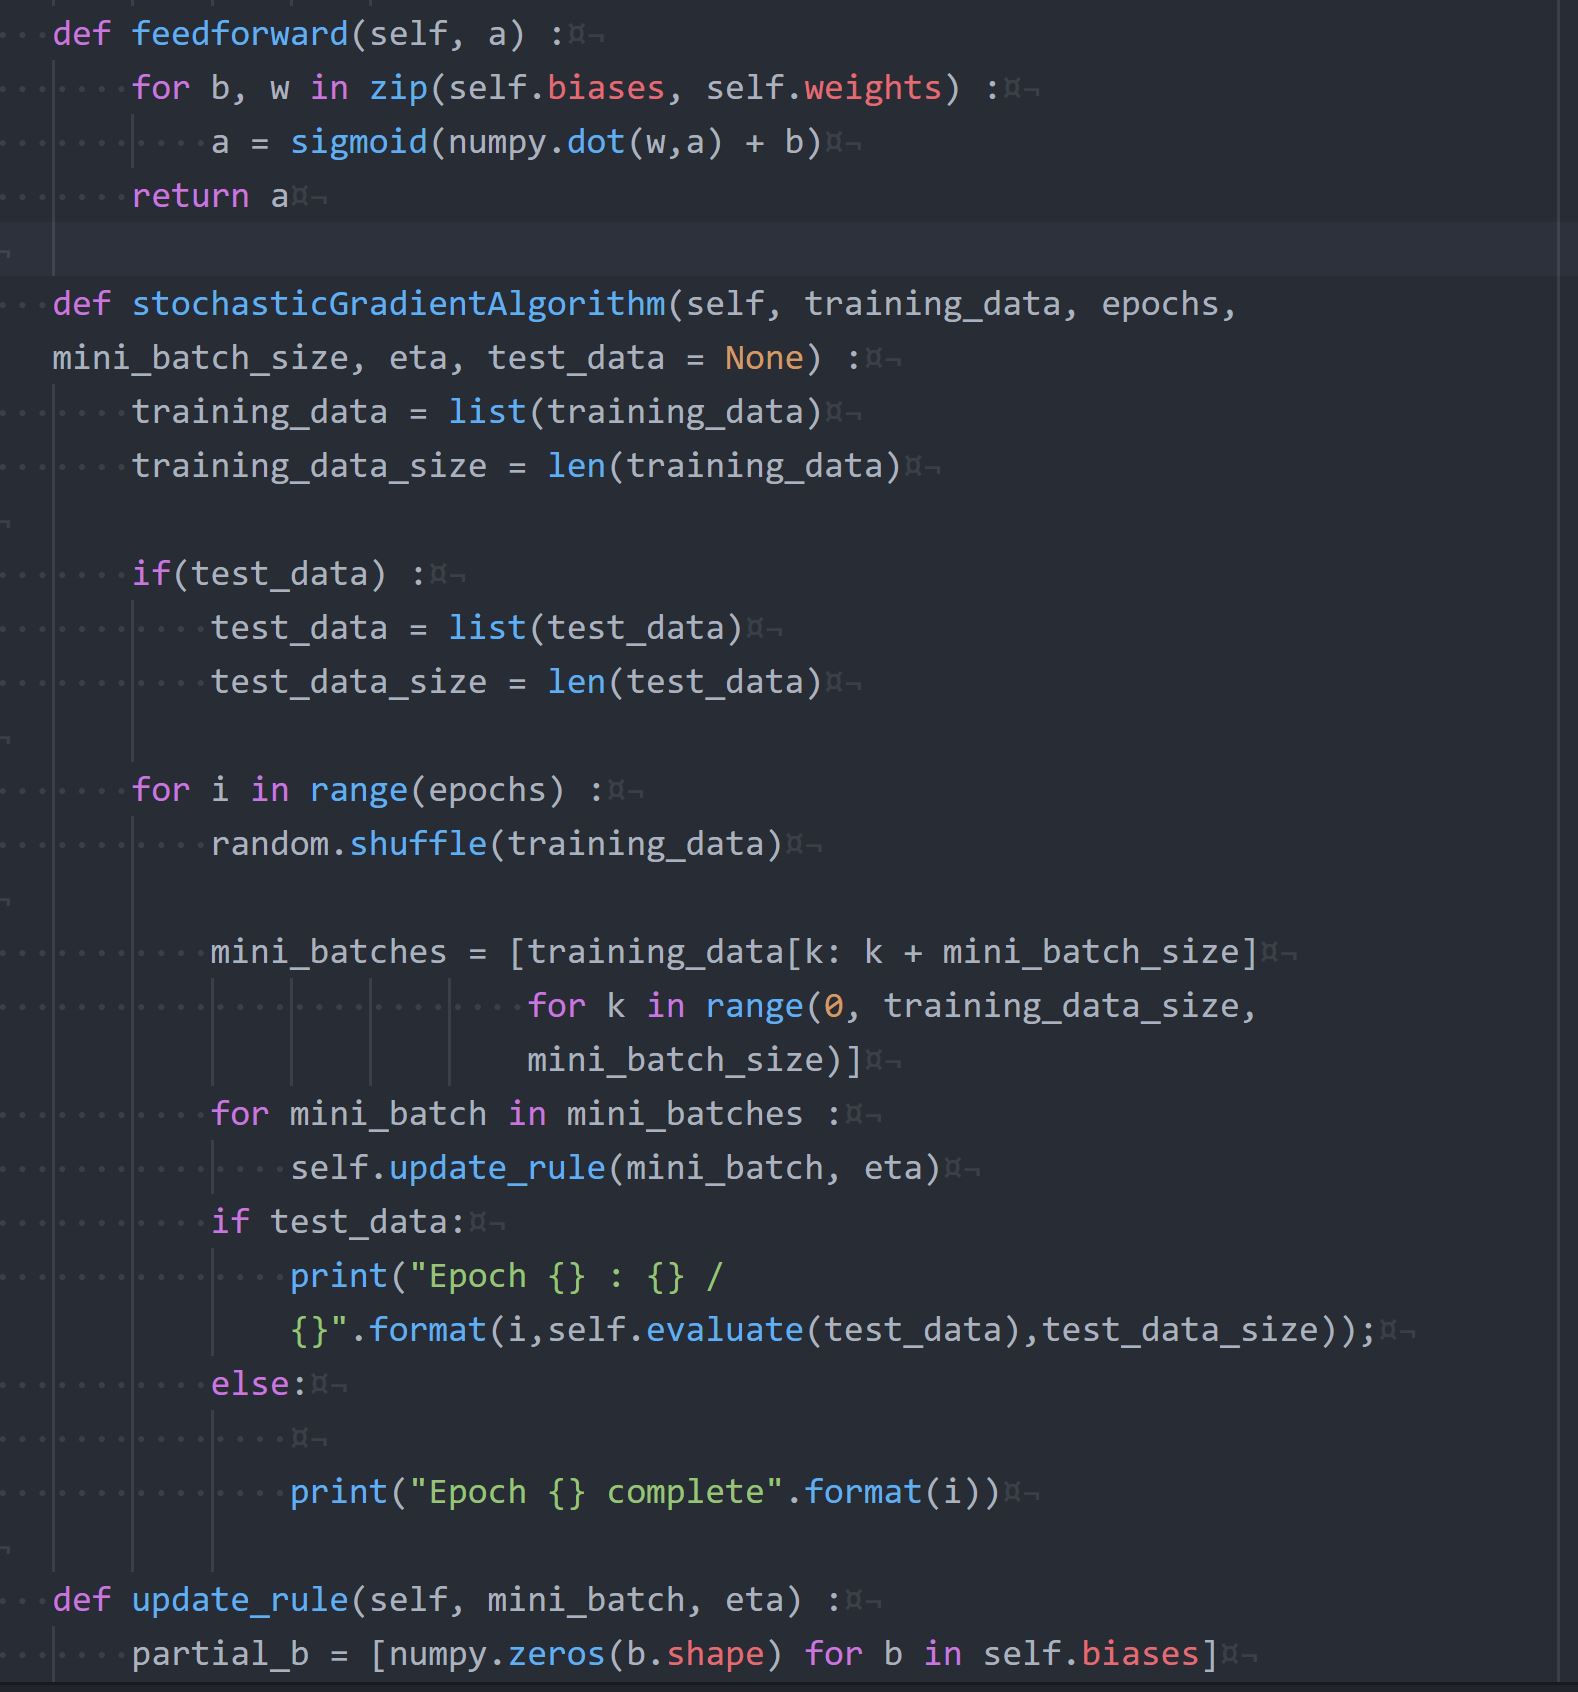 def feedforward(self, a) :
for b, w in zip(self.biases, self.weights) :
a = sigmoid(numpy.dot(w,a) + b)
return a
def stochasticGradientAlgorithm(self, training_data, epochs,
mini_batch_size, eta, test_data = None) :
training_data = list(training_data)
training_data_size = len(training_data)
if(test_data) :
test_data = list(test_data)
test_data_size = len(test_data)
for i in range(epochs) :
random.shuffle(training_data)
mini_batches = [training_data[k: k + mini_batch_size]
for k in range(0, training_data_size,
mini_batch_size)]
for mini_batch in mini_batches :
self.update_rule(mini_batch, eta)
if test_data:
print("Epoch {} : {} /
{}".format(i,self.evaluate(test_data),test_data_size));
else:
print("Epoch {} complete".format(i))
def update_rule(self, mini_batch, eta) :
partial_b = [numpy.zeros(b.shape) for b in self.biases]